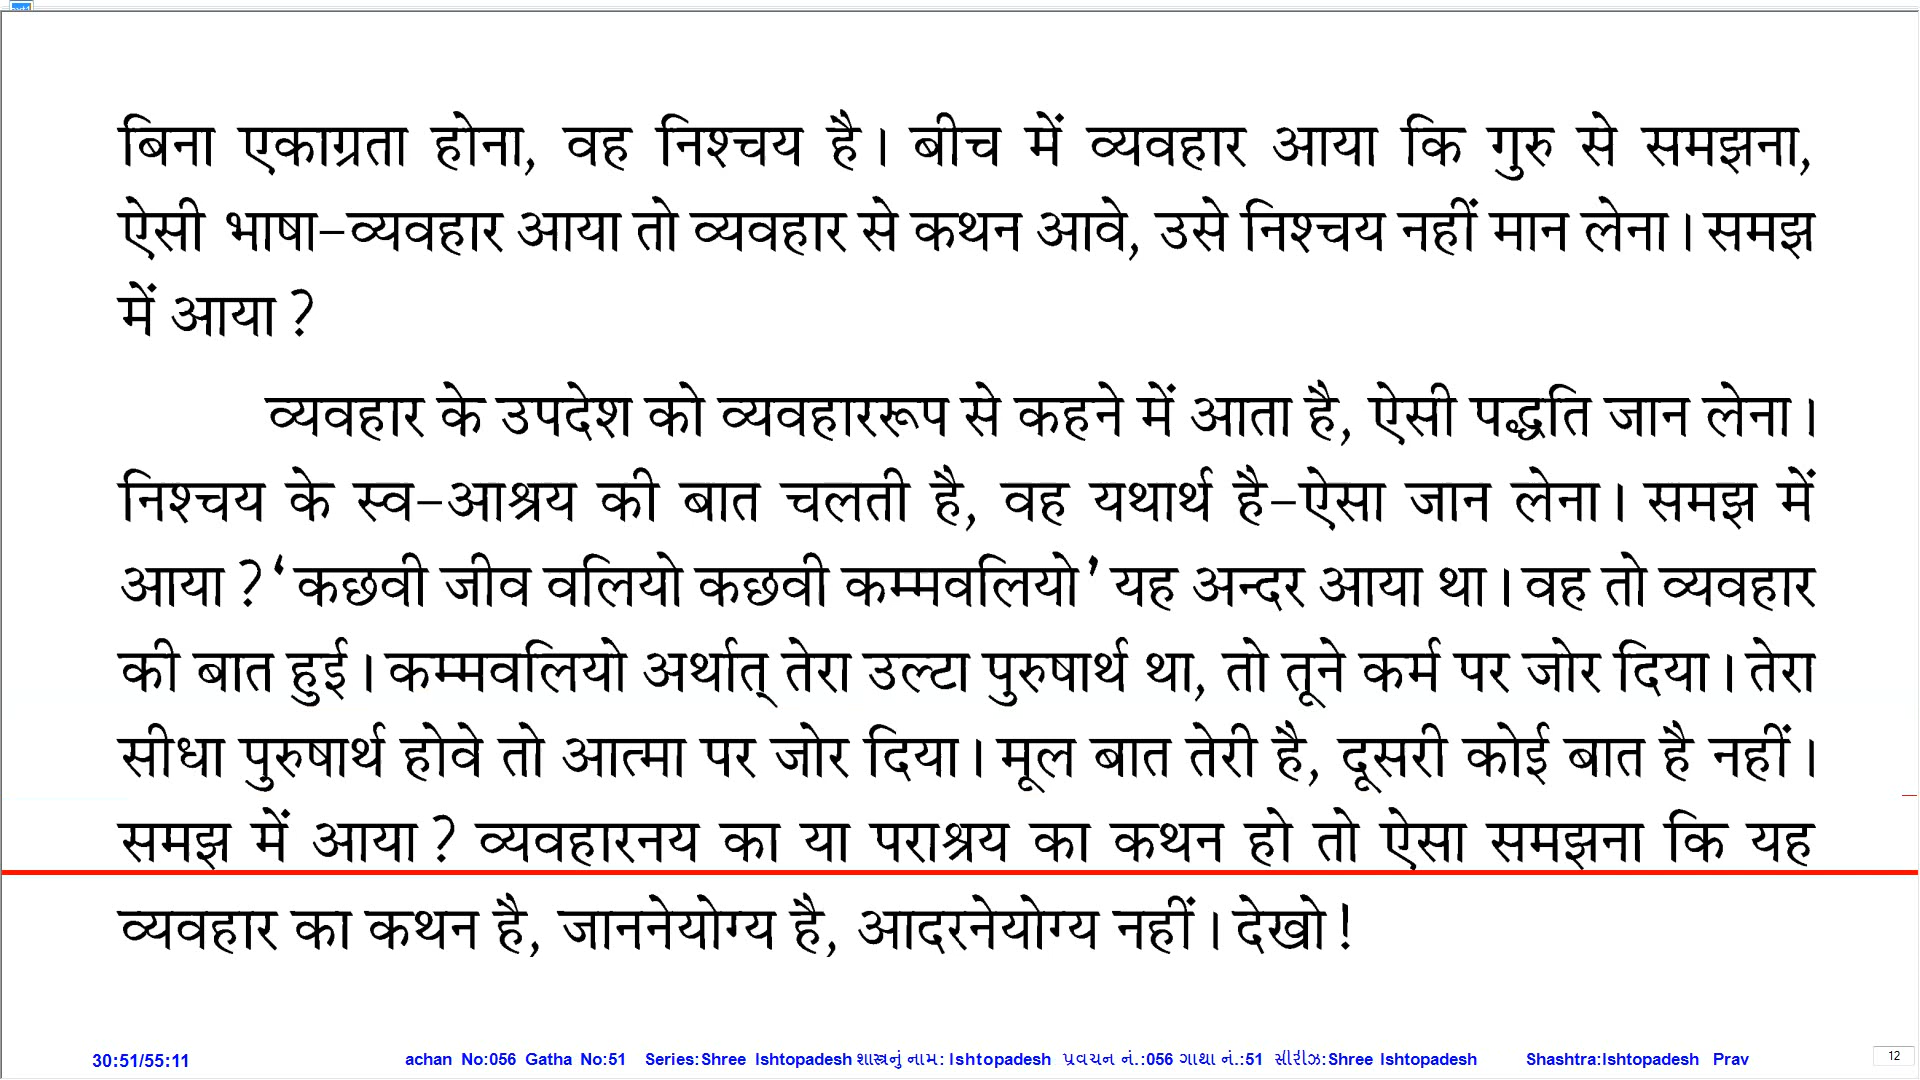 बिना एकाग्रता होना, वह निश्चय है। बीच में व्यवहार आया कि गुरु से समझना,
ऐसी भाषा-व्यवहार आया तो व्यवहार से कथन आवे, उसे निश्चय नहीं मान लेना। समझ
में आया ?
व्यवहार के उपदेश को व्यवहाररूप से कहने में आता है, ऐसी पद्धति जान लेना।
निश्चय के स्व-आश्रय की बात चलती है, वह यथार्थ है-ऐसा जान लेना। समझ में
आया ? ‘कछवी जीव वलियो कछवी कम्मवलियो’ यह अन्दर आया था। वह तो व्यवहार
की बात हुई। कम्मवलियो अर्थात् तेरा उल्टा पुरुषार्थ था, तो तूने कर्म पर जोर दिया। तेरा
सीधा पुरुषार्थ होवे तो आत्मा पर जोर दिया। मूल बात तेरी है, दूसरी कोई बात है नहीं।
समझ में आया ? व्यवहारनय का या पराश्रय का कथन हो तो ऐसा समझना कि यह
व्यवहार का कथन है, जाननेयोग्य है, आदरनेयोग्य नहीं। देखो !
30:51/55:11 achan No:056 Gatha No:51 Series:Shree Ishtopadesh શાસ્ત્રનું નામ: Ishtopadesh પ્રવચન નં.:056 ગાથા નં.:51 સીરીઝ:Shree Ishtopadesh Shashtra:Ishtopadesh Prav 12